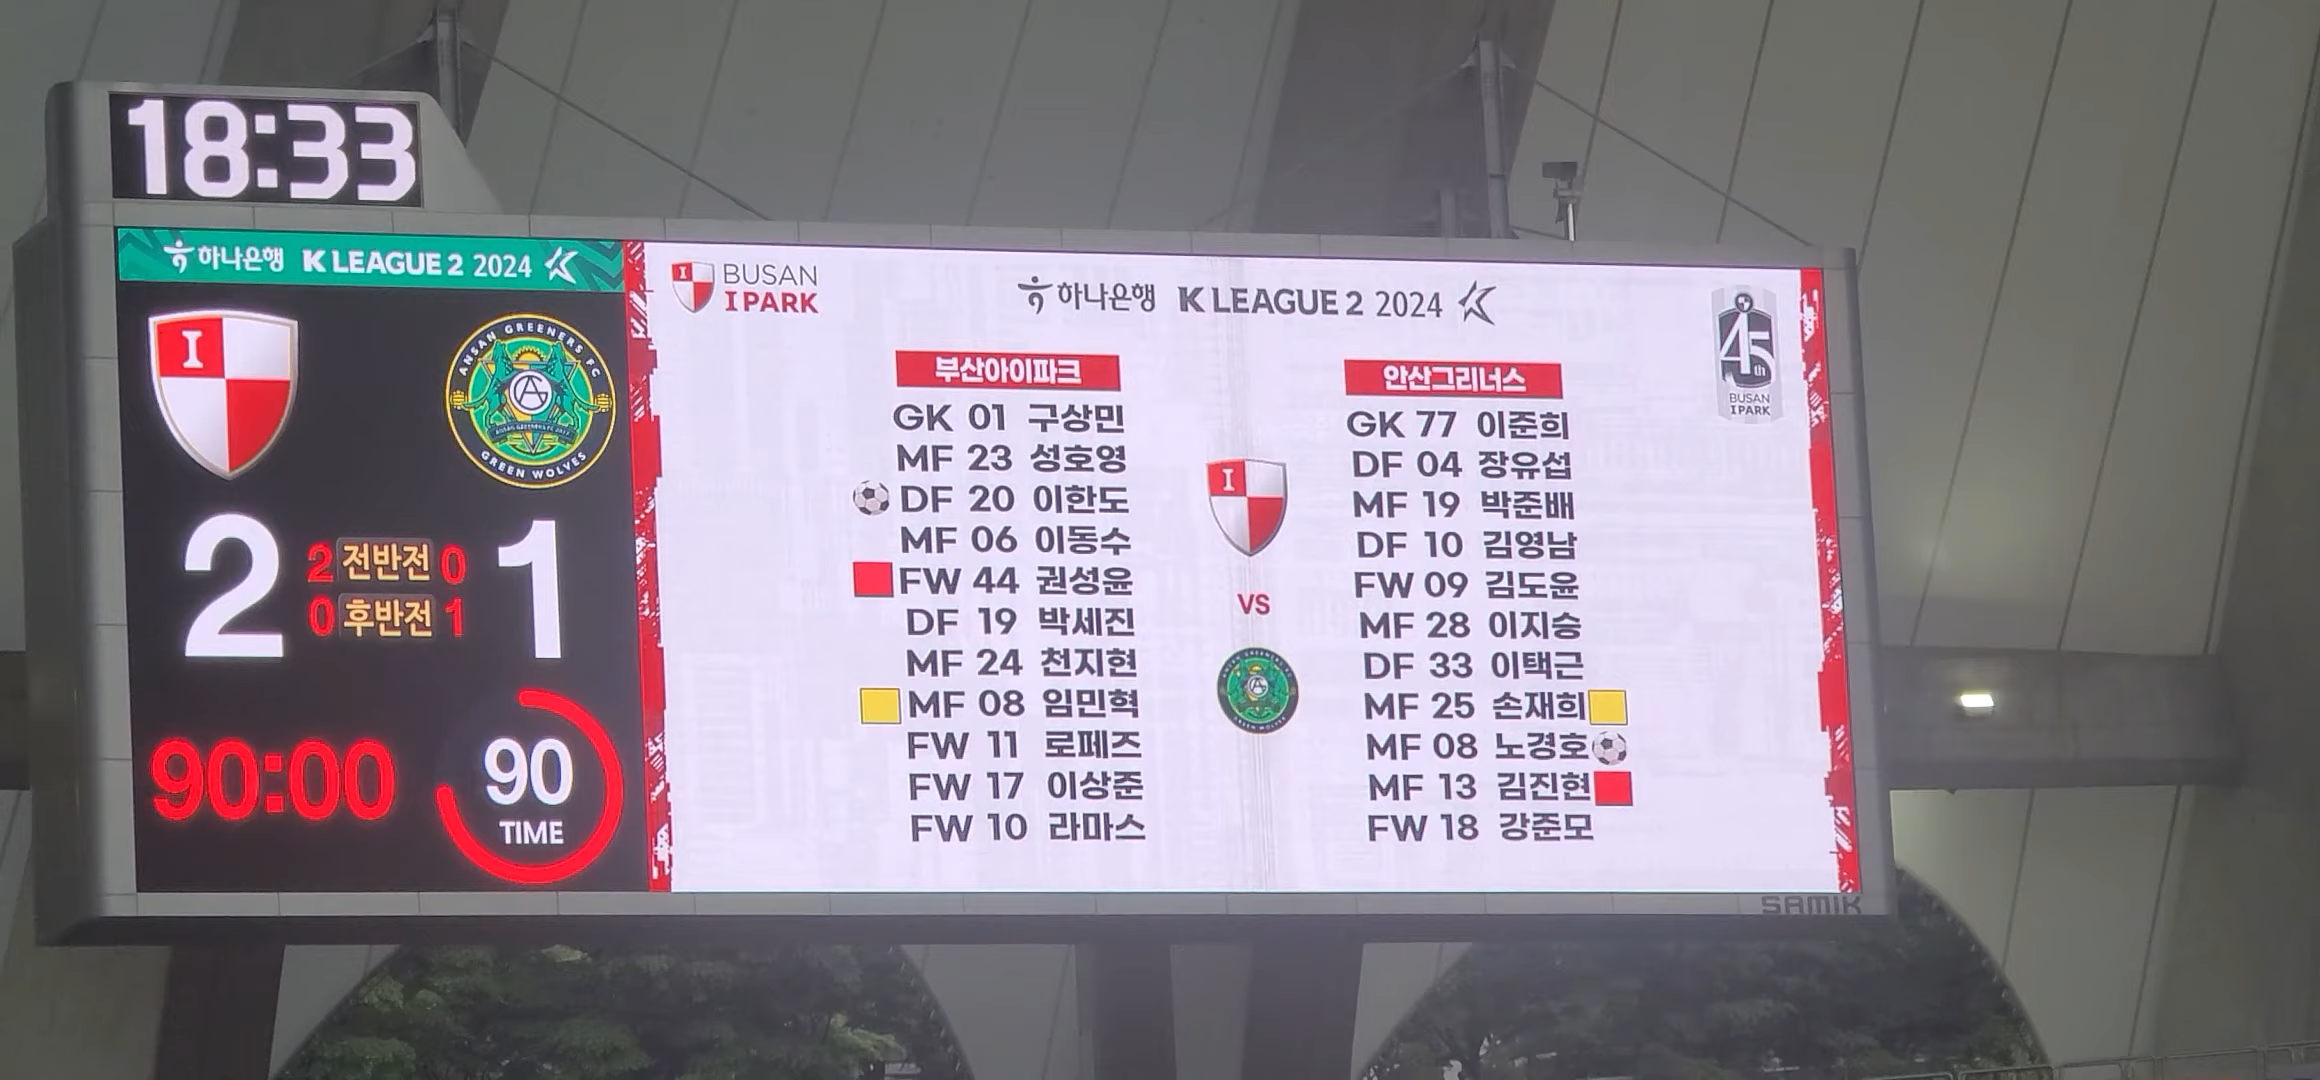 18:33
하나은행 K LEAGUE 2 2024
I
ANSAN GREENERS FC
GREEN WOLVES
2 1
2 전반전 0
0 후반전 1
90:00
90
TIME
I BUSAN
I PARK
하나은행 K LEAGUE 2 2024
45th
BUSAN
I PARK
부산아이파크
GK 01 구상민
MF 23 성호영
DF 20 이한도
MF 06 이동수
FW 44 권성윤
DF 19 박세진
MF 24 천지현
MF 08 임민혁
FW 11 로페즈
FW 17 이상준
FW 10 라마스
I
VS
안산그리너스
GK 77 이준희
DF 04 장유섭
MF 19 박준배
DF 10 김영남
FW 09 김도윤
MF 28 이지승
DF 33 이택근
MF 25 손재희
MF 08 노경호
MF 13 김진현
FW 18 강준모
SAMIK